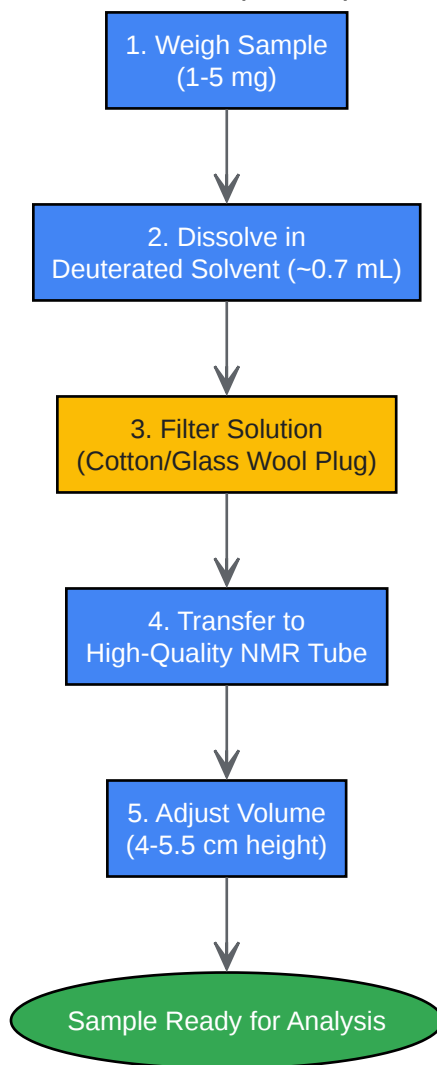 1. Weigh Sample
(1-5 mg)
2. Dissolve in
Deuterated Solvent (~0.7 mL)
3. Filter Solution
(Cotton/Glass Wool Plug)
4. Transfer to
High-Quality NMR Tube
5. Adjust Volume
(4-5.5 cm height)
Sample Ready for Analysis